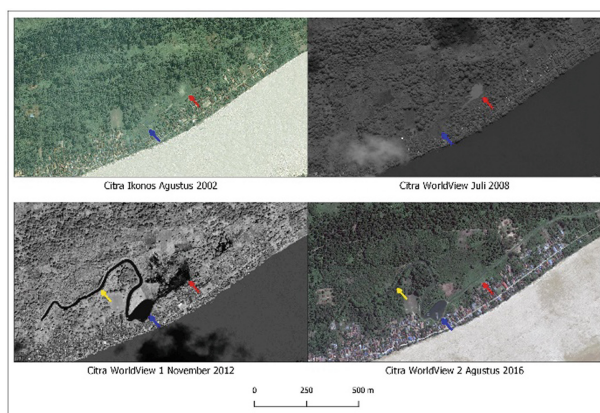 Citra Ikonos Agustus 2002
Citra WorldView Juli 2008
Citra WorldView 1 November 2012
Citra WorldView 2 Agustus 2016
0 250 500 m